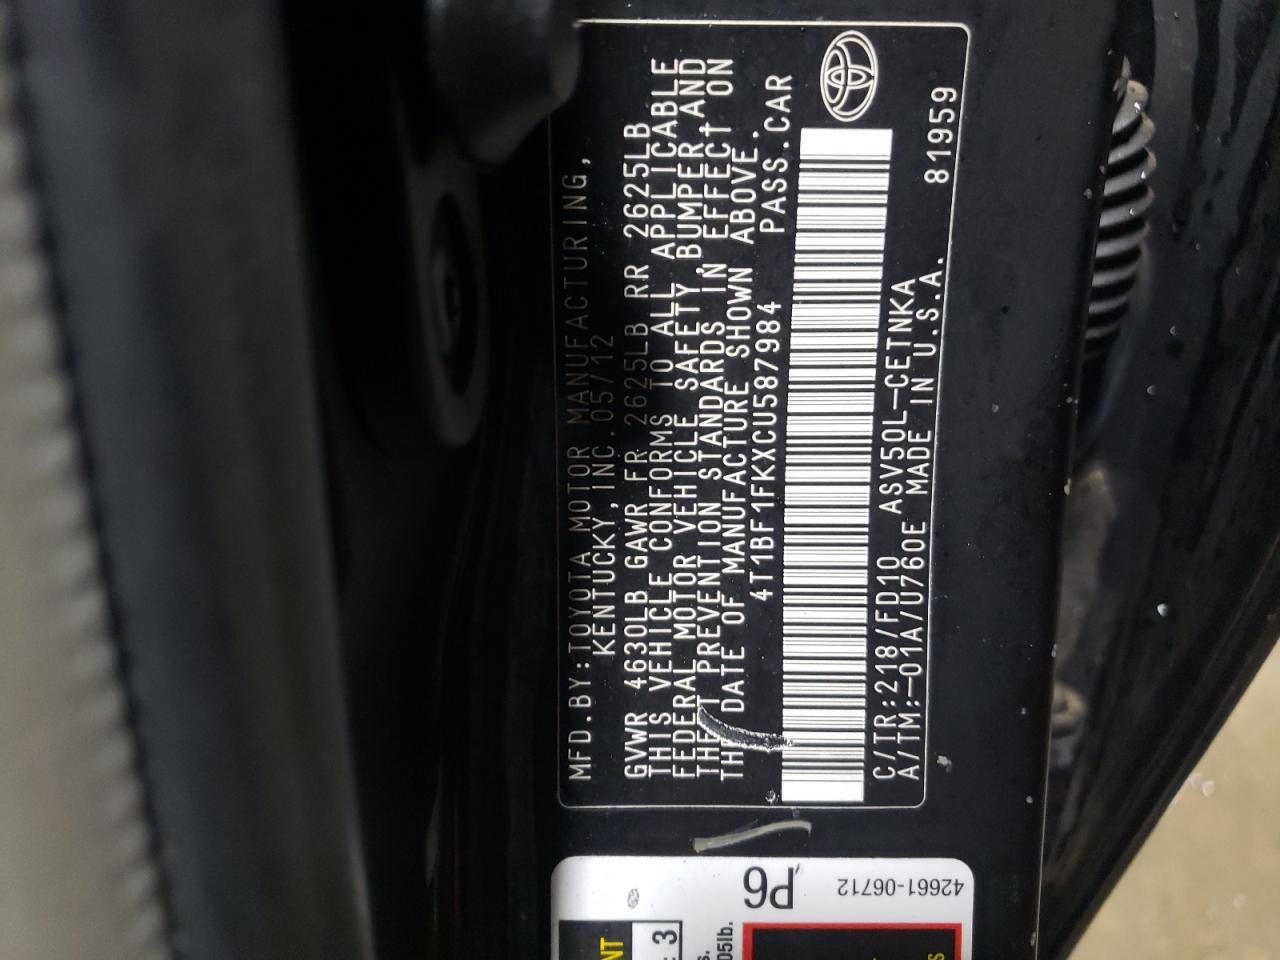 MFD.BY:TOYOTA MOTOR MANUFACTURING,
KENTUCKY,INC.05/12
GVWR 4630LB GAWR FR 2625LB RR 2625LB
THIS VEHICLE CONFORMS TO ALL APPLICABLE
FEDERAL MOTOR VEHICLE SAFETY, BUMPER,AND
THEFT PREVENTION STANDARDS IN EFFECT ON
THE DATE OF MANUFACTURE SHOWN ABOVE.
4T1BF1FKXCU587984 PASS.CAR
C/TR:218/FD10 ASV50L-CETNKA
A/TM:-01A/U760E MADE IN U.S.A.
81959
P6
42661-06712
NT
3
05lb.